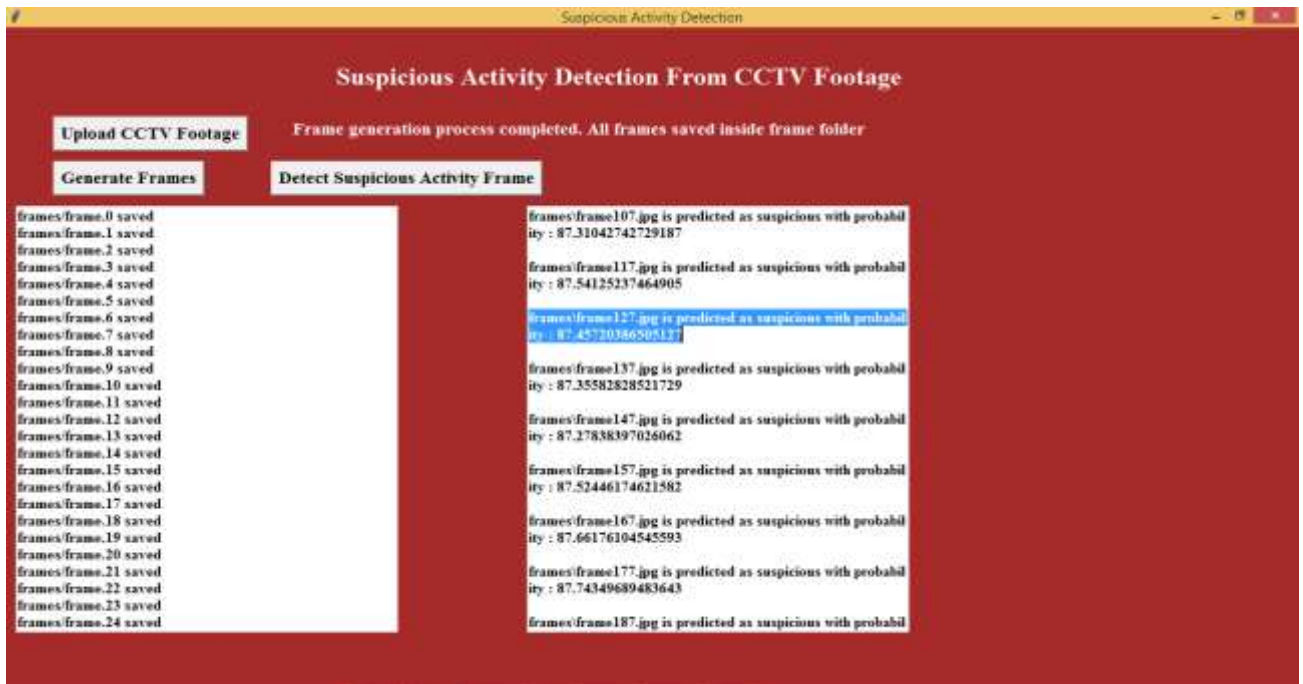 Suspicious Activity Detection
Suspicious Activity Detection From CCTV Footage
Upload CCTV Footage
Frame generation process completed. All frames saved inside frame folder
Generate Frames
Detect Suspicious Activity Frame
frames/frame.0 saved
frames/frame.1 saved
frames/frame.2 saved
frames/frame.3 saved
frames/frame.4 saved
frames/frame.5 saved
frames/frame.6 saved
frames/frame.7 saved
frames/frame.8 saved
frames/frame.9 saved
frames/frame.10 saved
frames/frame.11 saved
frames/frame.12 saved
frames/frame.13 saved
frames/frame.14 saved
frames/frame.15 saved
frames/frame.16 saved
frames/frame.17 saved
frames/frame.18 saved
frames/frame.19 saved
frames/frame.20 saved
frames/frame.21 saved
frames/frame.22 saved
frames/frame.23 saved
frames/frame.24 saved
frames\frame107.jpg is predicted as suspicious with probabil
ity : 87.31042742729187
frames\frame117.jpg is predicted as suspicious with probabil
ity : 87.54125237464905
frames\frame127.jpg is predicted as suspicious with probabil
ity : 87.45720386505127
frames\frame137.jpg is predicted as suspicious with probabil
ity : 87.35582828521729
frames\frame147.jpg is predicted as suspicious with probabil
ity : 87.27838397026062
frames\frame157.jpg is predicted as suspicious with probabil
ity : 87.52446174621582
frames\frame167.jpg is predicted as suspicious with probabil
ity : 87.66176104545593
frames\frame177.jpg is predicted as suspicious with probabil
ity : 87.74349689483643
frames\frame187.jpg is predicted as suspicious with probabil